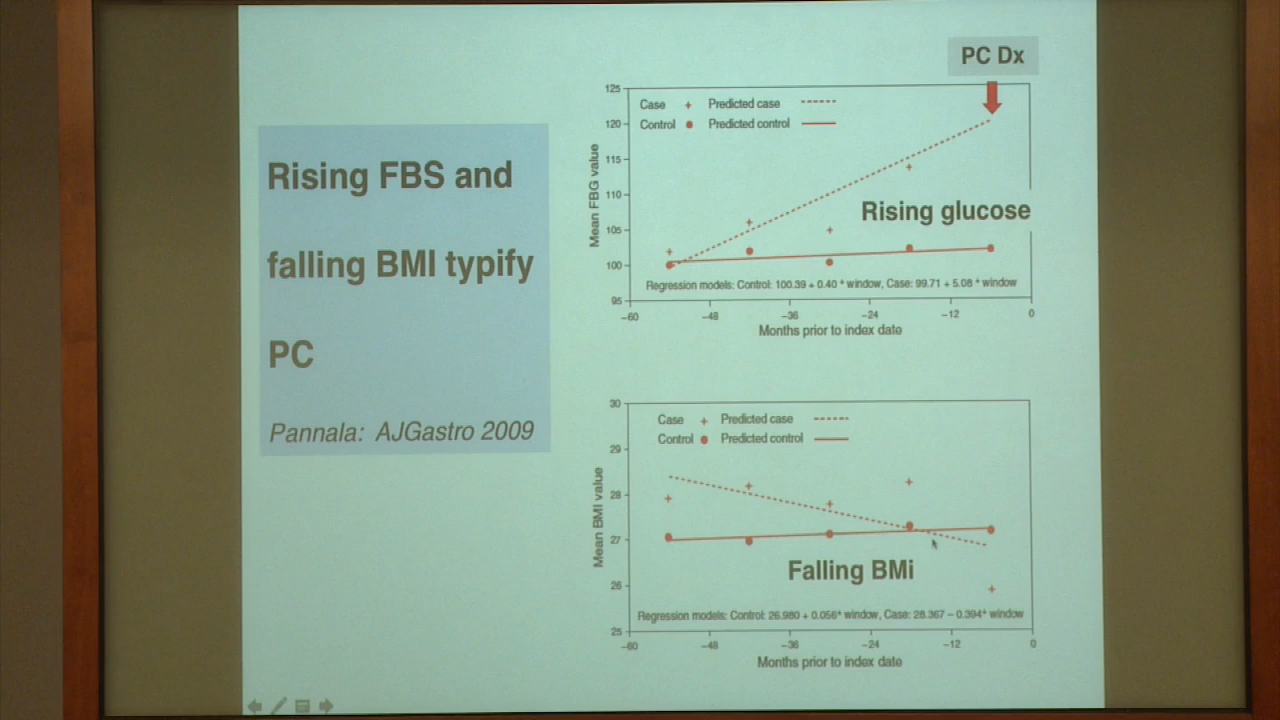 Rising FBS and
falling BMI typify
PC
Pannala: AJGastro 2009
PC Dx
125
120
115
110
105
100
95
Mean FBG value
Case + Predicted case
Control Predicted control
Rising glucose
Regression models: Control: 100.39 + 0.40 * window, Case: 99.71 + 5.08 * window
−60 −48 −36 −24 −12 0
Months prior to index date
30
29
28
27
26
25
Mean BMI value
Case + Predicted case
Control Predicted control
Falling BMi
Regression models: Control: 26.980 + 0.056* window, Case: 28.367 − 0.394* window
−60 −48 −36 −24 −12 0
Months prior to index date